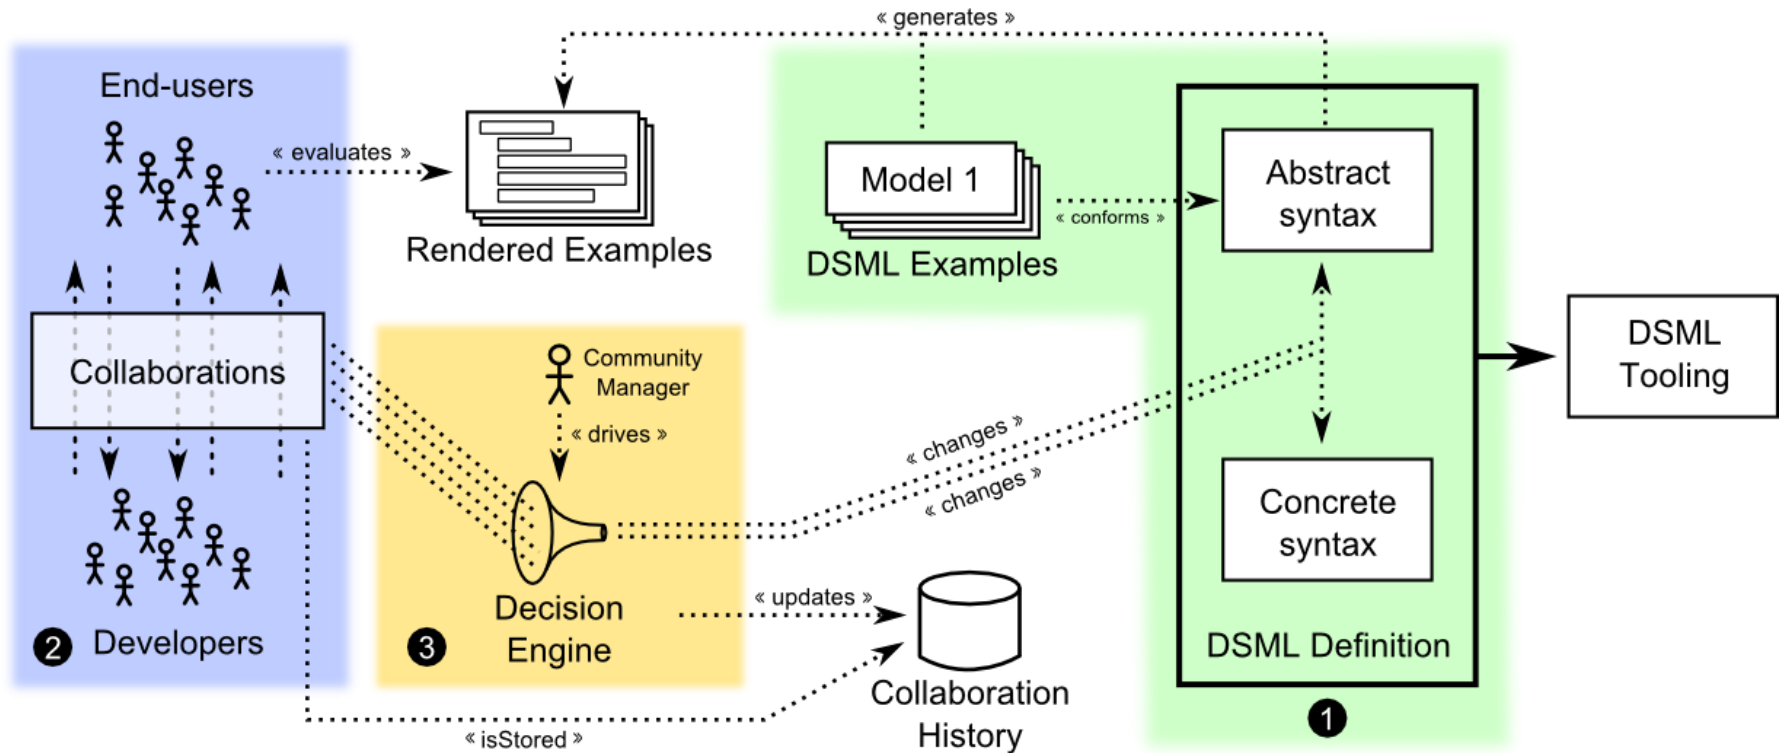 « generates »
End-users
« evaluates »
Rendered Examples
Model 1
DSML Examples
« conforms »
Abstract
syntax
Collaborations
Community
Manager
« drives »
« changes »
« changes »
DSML
Tooling
Concrete
syntax
Decision
Engine
« updates »
2 Developers
3
DSML Definition
1
Collaboration
History
« isStored »